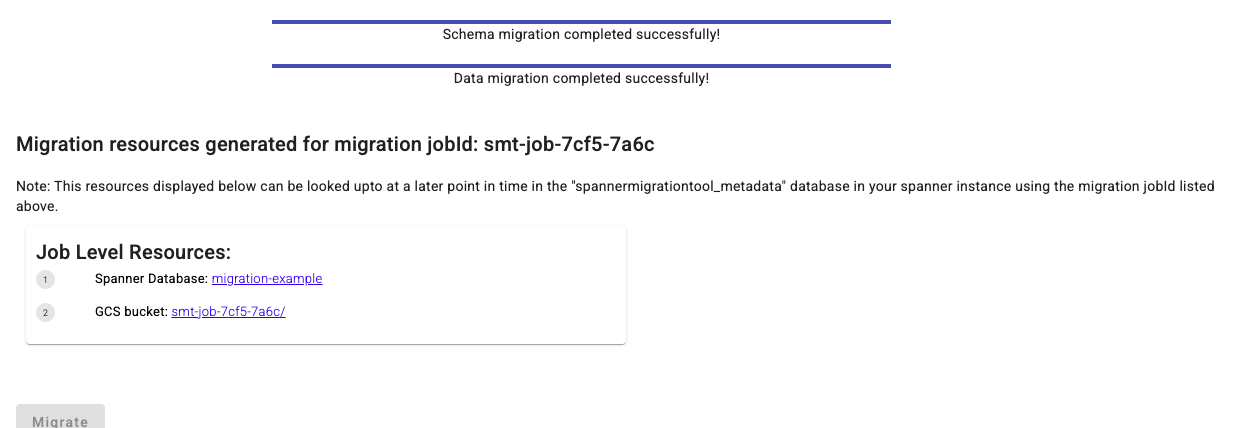 Schema migration completed successfully!
Data migration completed successfully!
Migration resources generated for migration jobId: smt-job-7cf5-7a6c
Note: This resources displayed below can be looked upto at a later point in time in the "spannermigrationtool_metadata" database in your spanner instance using the migration jobId listed
above.
Job Level Resources:
1 Spanner Database: migration-example
2 GCS bucket: smt-job-7cf5-7a6c/
Migrate